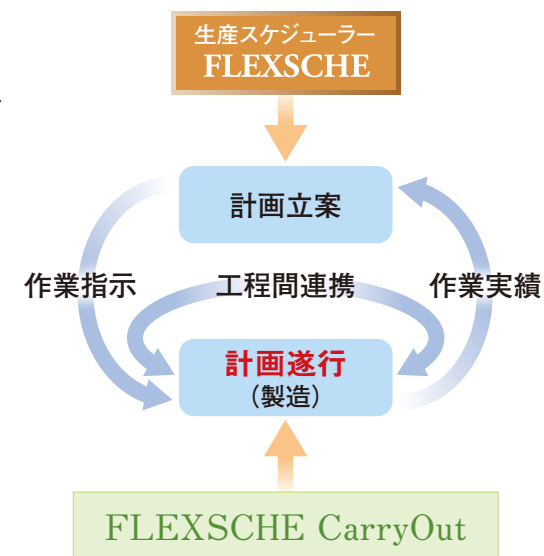 生産スケジューラー
FLEXSCHE
計画立案
作業指示
工程間連携
作業実績
計画遂行
（製造）
FLEXSCHE CarryOut